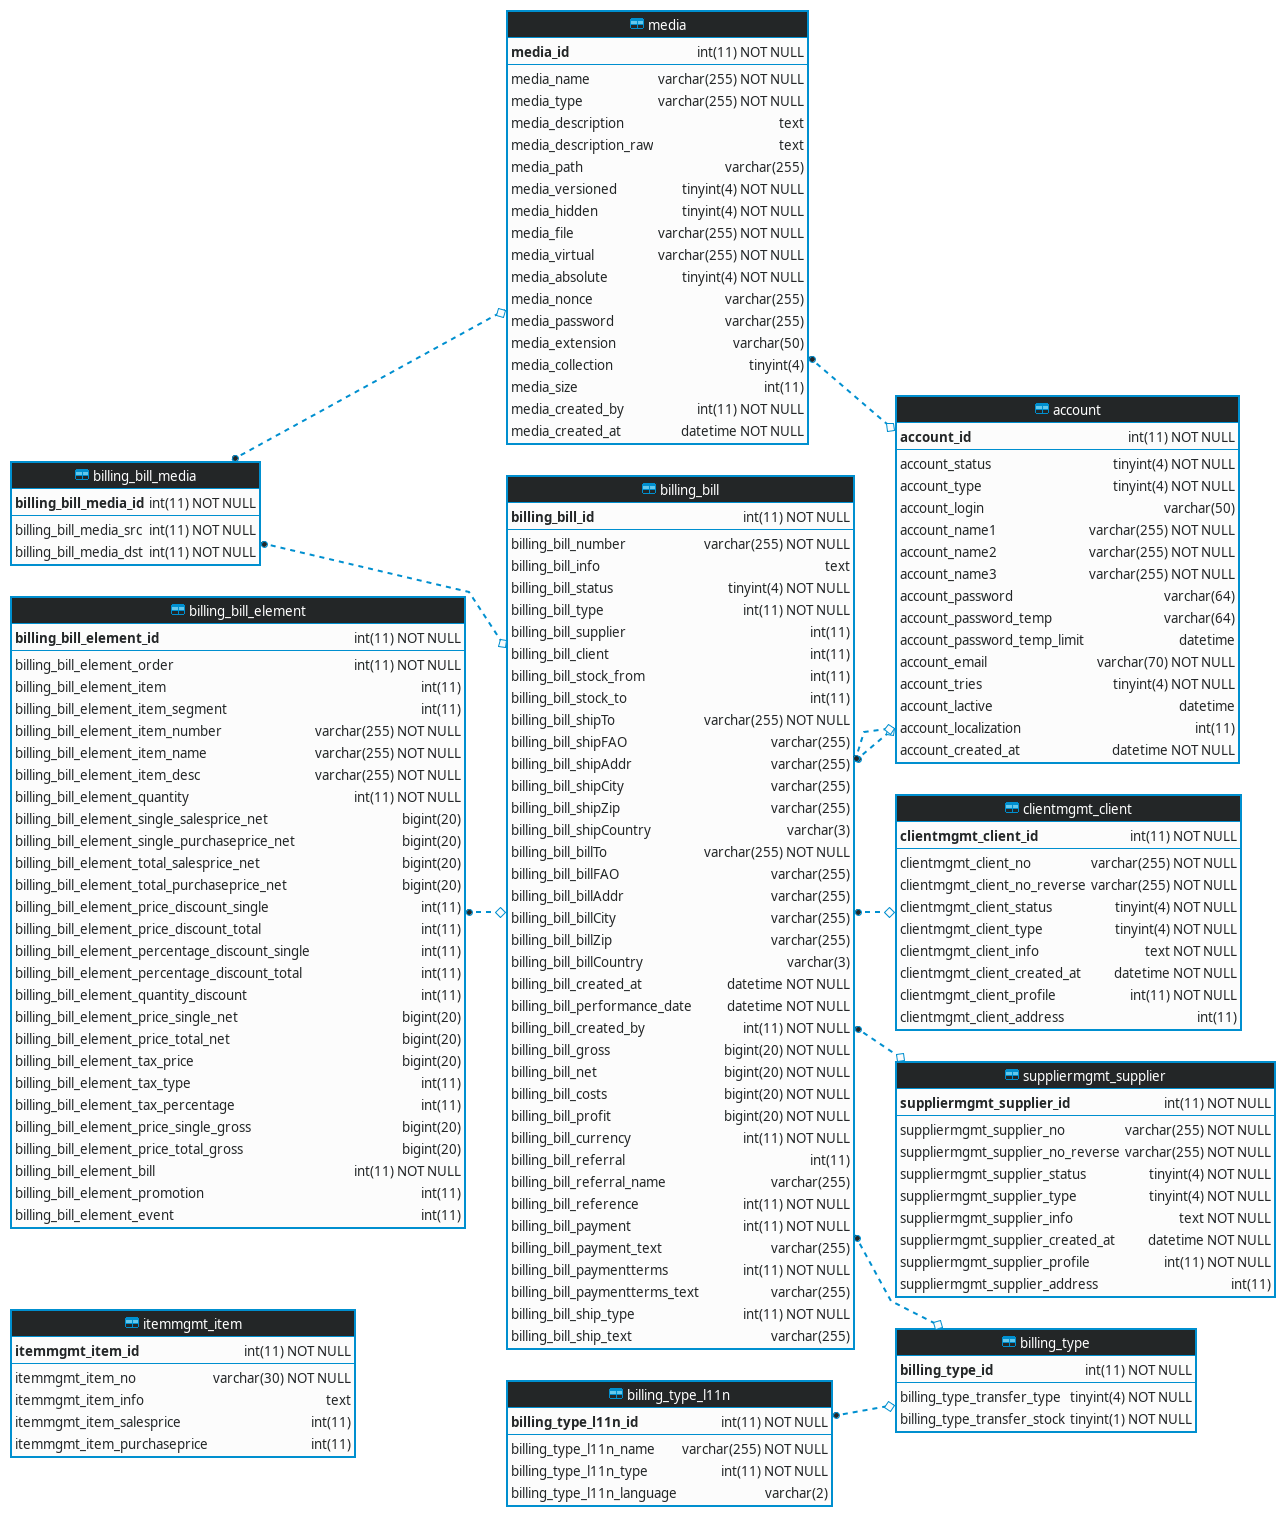 media
media_id int(11) NOT NULL
media_name varchar(255) NOT NULL
media_type varchar(255) NOT NULL
media_description text
media_description_raw text
media_path varchar(255)
media_versioned tinyint(4) NOT NULL
media_hidden tinyint(4) NOT NULL
media_file varchar(255) NOT NULL
media_virtual varchar(255) NOT NULL
media_absolute tinyint(4) NOT NULL
media_nonce varchar(255)
media_password varchar(255)
media_extension varchar(50)
media_collection tinyint(4)
media_size int(11)
media_created_by int(11) NOT NULL
media_created_at datetime NOT NULL
account
account_id int(11) NOT NULL
account_status tinyint(4) NOT NULL
account_type tinyint(4) NOT NULL
account_login varchar(50)
account_name1 varchar(255) NOT NULL
account_name2 varchar(255) NOT NULL
account_name3 varchar(255) NOT NULL
account_password varchar(64)
account_password_temp varchar(64)
account_password_temp_limit datetime
account_email varchar(70) NOT NULL
account_tries tinyint(4) NOT NULL
account_lactive datetime
account_localization int(11)
account_created_at datetime NOT NULL
billing_bill_media
billing_bill_media_id int(11) NOT NULL
billing_bill_media_src int(11) NOT NULL
billing_bill_media_dst int(11) NOT NULL
billing_bill
billing_bill_id int(11) NOT NULL
billing_bill_number varchar(255) NOT NULL
billing_bill_info text
billing_bill_status tinyint(4) NOT NULL
billing_bill_type int(11) NOT NULL
billing_bill_supplier int(11)
billing_bill_client int(11)
billing_bill_stock_from int(11)
billing_bill_stock_to int(11)
billing_bill_shipTo varchar(255) NOT NULL
billing_bill_shipFAO varchar(255)
billing_bill_shipAddr varchar(255)
billing_bill_shipCity varchar(255)
billing_bill_shipZip varchar(255)
billing_bill_shipCountry varchar(3)
billing_bill_billTo varchar(255) NOT NULL
billing_bill_billFAO varchar(255)
billing_bill_billAddr varchar(255)
billing_bill_billCity varchar(255)
billing_bill_billZip varchar(255)
billing_bill_billCountry varchar(3)
billing_bill_created_at datetime NOT NULL
billing_bill_performance_date datetime NOT NULL
billing_bill_created_by int(11) NOT NULL
billing_bill_gross bigint(20) NOT NULL
billing_bill_net bigint(20) NOT NULL
billing_bill_costs bigint(20) NOT NULL
billing_bill_profit bigint(20) NOT NULL
billing_bill_currency int(11) NOT NULL
billing_bill_referral int(11)
billing_bill_referral_name varchar(255)
billing_bill_reference int(11) NOT NULL
billing_bill_payment int(11) NOT NULL
billing_bill_payment_text varchar(255)
billing_bill_paymentterms int(11) NOT NULL
billing_bill_paymentterms_text varchar(255)
billing_bill_ship_type int(11) NOT NULL
billing_bill_ship_text varchar(255)
billing_bill_element
billing_bill_element_id int(11) NOT NULL
billing_bill_element_order int(11) NOT NULL
billing_bill_element_item int(11)
billing_bill_element_item_segment int(11)
billing_bill_element_item_number varchar(255) NOT NULL
billing_bill_element_item_name varchar(255) NOT NULL
billing_bill_element_item_desc varchar(255) NOT NULL
billing_bill_element_quantity int(11) NOT NULL
billing_bill_element_single_salesprice_net bigint(20)
billing_bill_element_single_purchaseprice_net bigint(20)
billing_bill_element_total_salesprice_net bigint(20)
billing_bill_element_total_purchaseprice_net bigint(20)
billing_bill_element_price_discount_single int(11)
billing_bill_element_price_discount_total int(11)
billing_bill_element_percentage_discount_single int(11)
billing_bill_element_percentage_discount_total int(11)
billing_bill_element_quantity_discount int(11)
billing_bill_element_price_single_net bigint(20)
billing_bill_element_price_total_net bigint(20)
billing_bill_element_tax_price bigint(20)
billing_bill_element_tax_type int(11)
billing_bill_element_tax_percentage int(11)
billing_bill_element_price_single_gross bigint(20)
billing_bill_element_price_total_gross bigint(20)
billing_bill_element_bill int(11) NOT NULL
billing_bill_element_promotion int(11)
billing_bill_element_event int(11)
clientmgmt_client
clientmgmt_client_id int(11) NOT NULL
clientmgmt_client_no varchar(255) NOT NULL
clientmgmt_client_no_reverse varchar(255) NOT NULL
clientmgmt_client_status tinyint(4) NOT NULL
clientmgmt_client_type tinyint(4) NOT NULL
clientmgmt_client_info text NOT NULL
clientmgmt_client_created_at datetime NOT NULL
clientmgmt_client_profile int(11) NOT NULL
clientmgmt_client_address int(11)
suppliermgmt_supplier
suppliermgmt_supplier_id int(11) NOT NULL
suppliermgmt_supplier_no varchar(255) NOT NULL
suppliermgmt_supplier_no_reverse varchar(255) NOT NULL
suppliermgmt_supplier_status tinyint(4) NOT NULL
suppliermgmt_supplier_type tinyint(4) NOT NULL
suppliermgmt_supplier_info text NOT NULL
suppliermgmt_supplier_created_at datetime NOT NULL
suppliermgmt_supplier_profile int(11) NOT NULL
suppliermgmt_supplier_address int(11)
itemmgmt_item
itemmgmt_item_id int(11) NOT NULL
itemmgmt_item_no varchar(30) NOT NULL
itemmgmt_item_info text
itemmgmt_item_salesprice int(11)
itemmgmt_item_purchaseprice int(11)
billing_type
billing_type_id int(11) NOT NULL
billing_type_transfer_type tinyint(4) NOT NULL
billing_type_transfer_stock tinyint(1) NOT NULL
billing_type_l11n
billing_type_l11n_id int(11) NOT NULL
billing_type_l11n_name varchar(255) NOT NULL
billing_type_l11n_type int(11) NOT NULL
billing_type_l11n_language varchar(2)